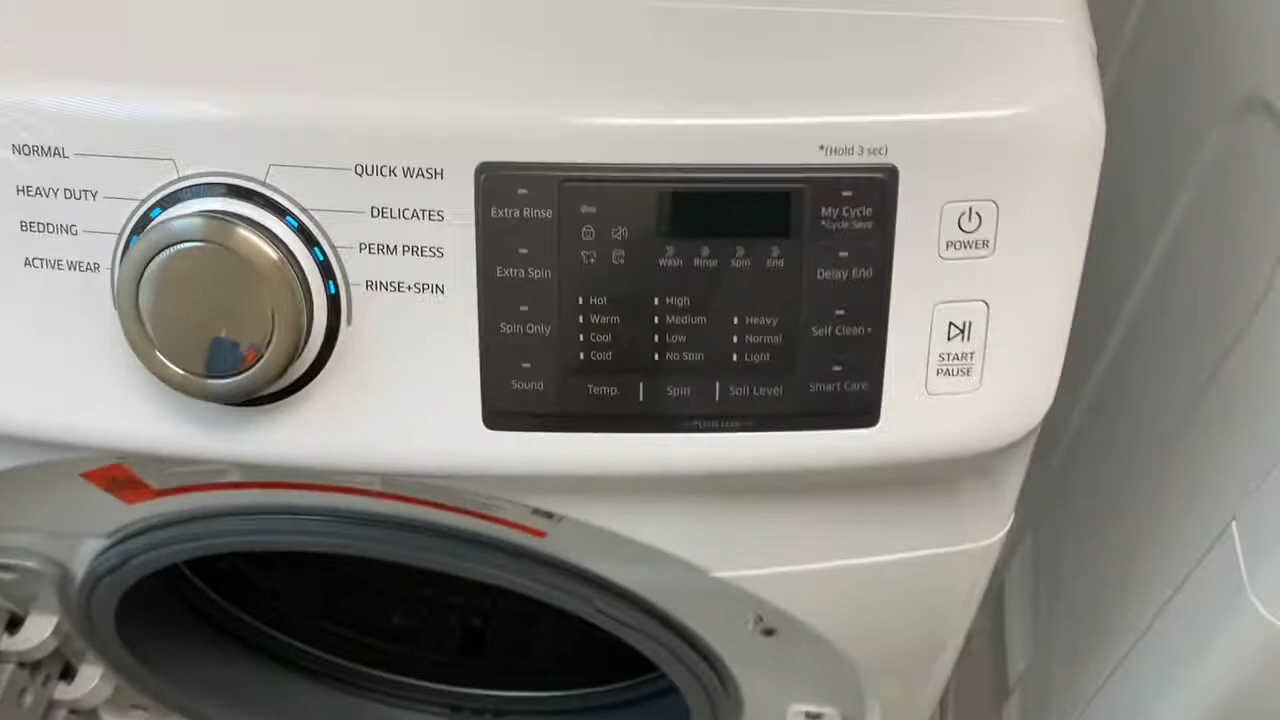 NORMAL
HEAVY DUTY
BEDDING
ACTIVE WEAR
QUICK WASH
DELICATES
PERM PRESS
RINSE+SPIN
Extra Rinse
Extra Spin
Spin Only
Sound
Wash Rinse Spin End
Hot
Warm
Cool
Cold
Temp.
High
Medium
Low
No Spin
Spin
Heavy
Normal
Light
Soil Level
*(Hold 3 sec)
My Cycle
*Cycle Save
Delay End
Self Clean*
Smart Care
POWER
START
PAUSE